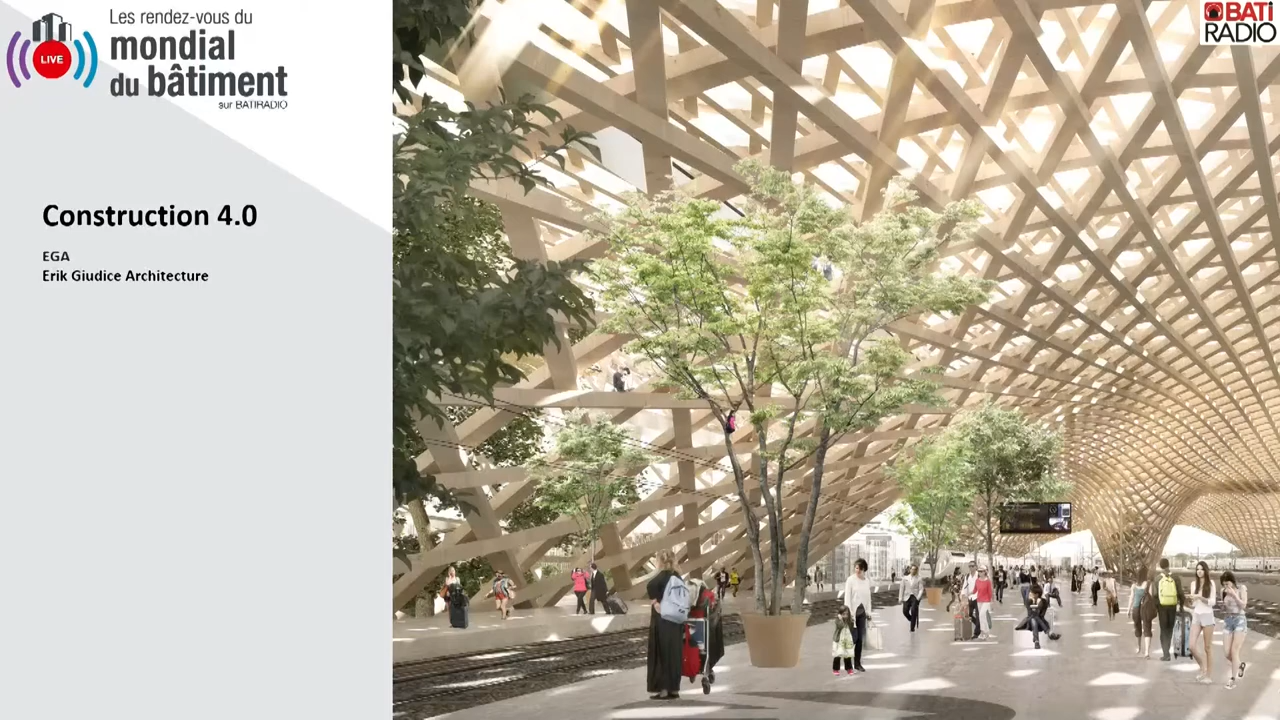 Les rendez-vous du
mondial
du bâtiment
sur BATIRADIO
LIVE
BATi
RADIO
Construction 4.0
EGA
Erik Giudice Architecture